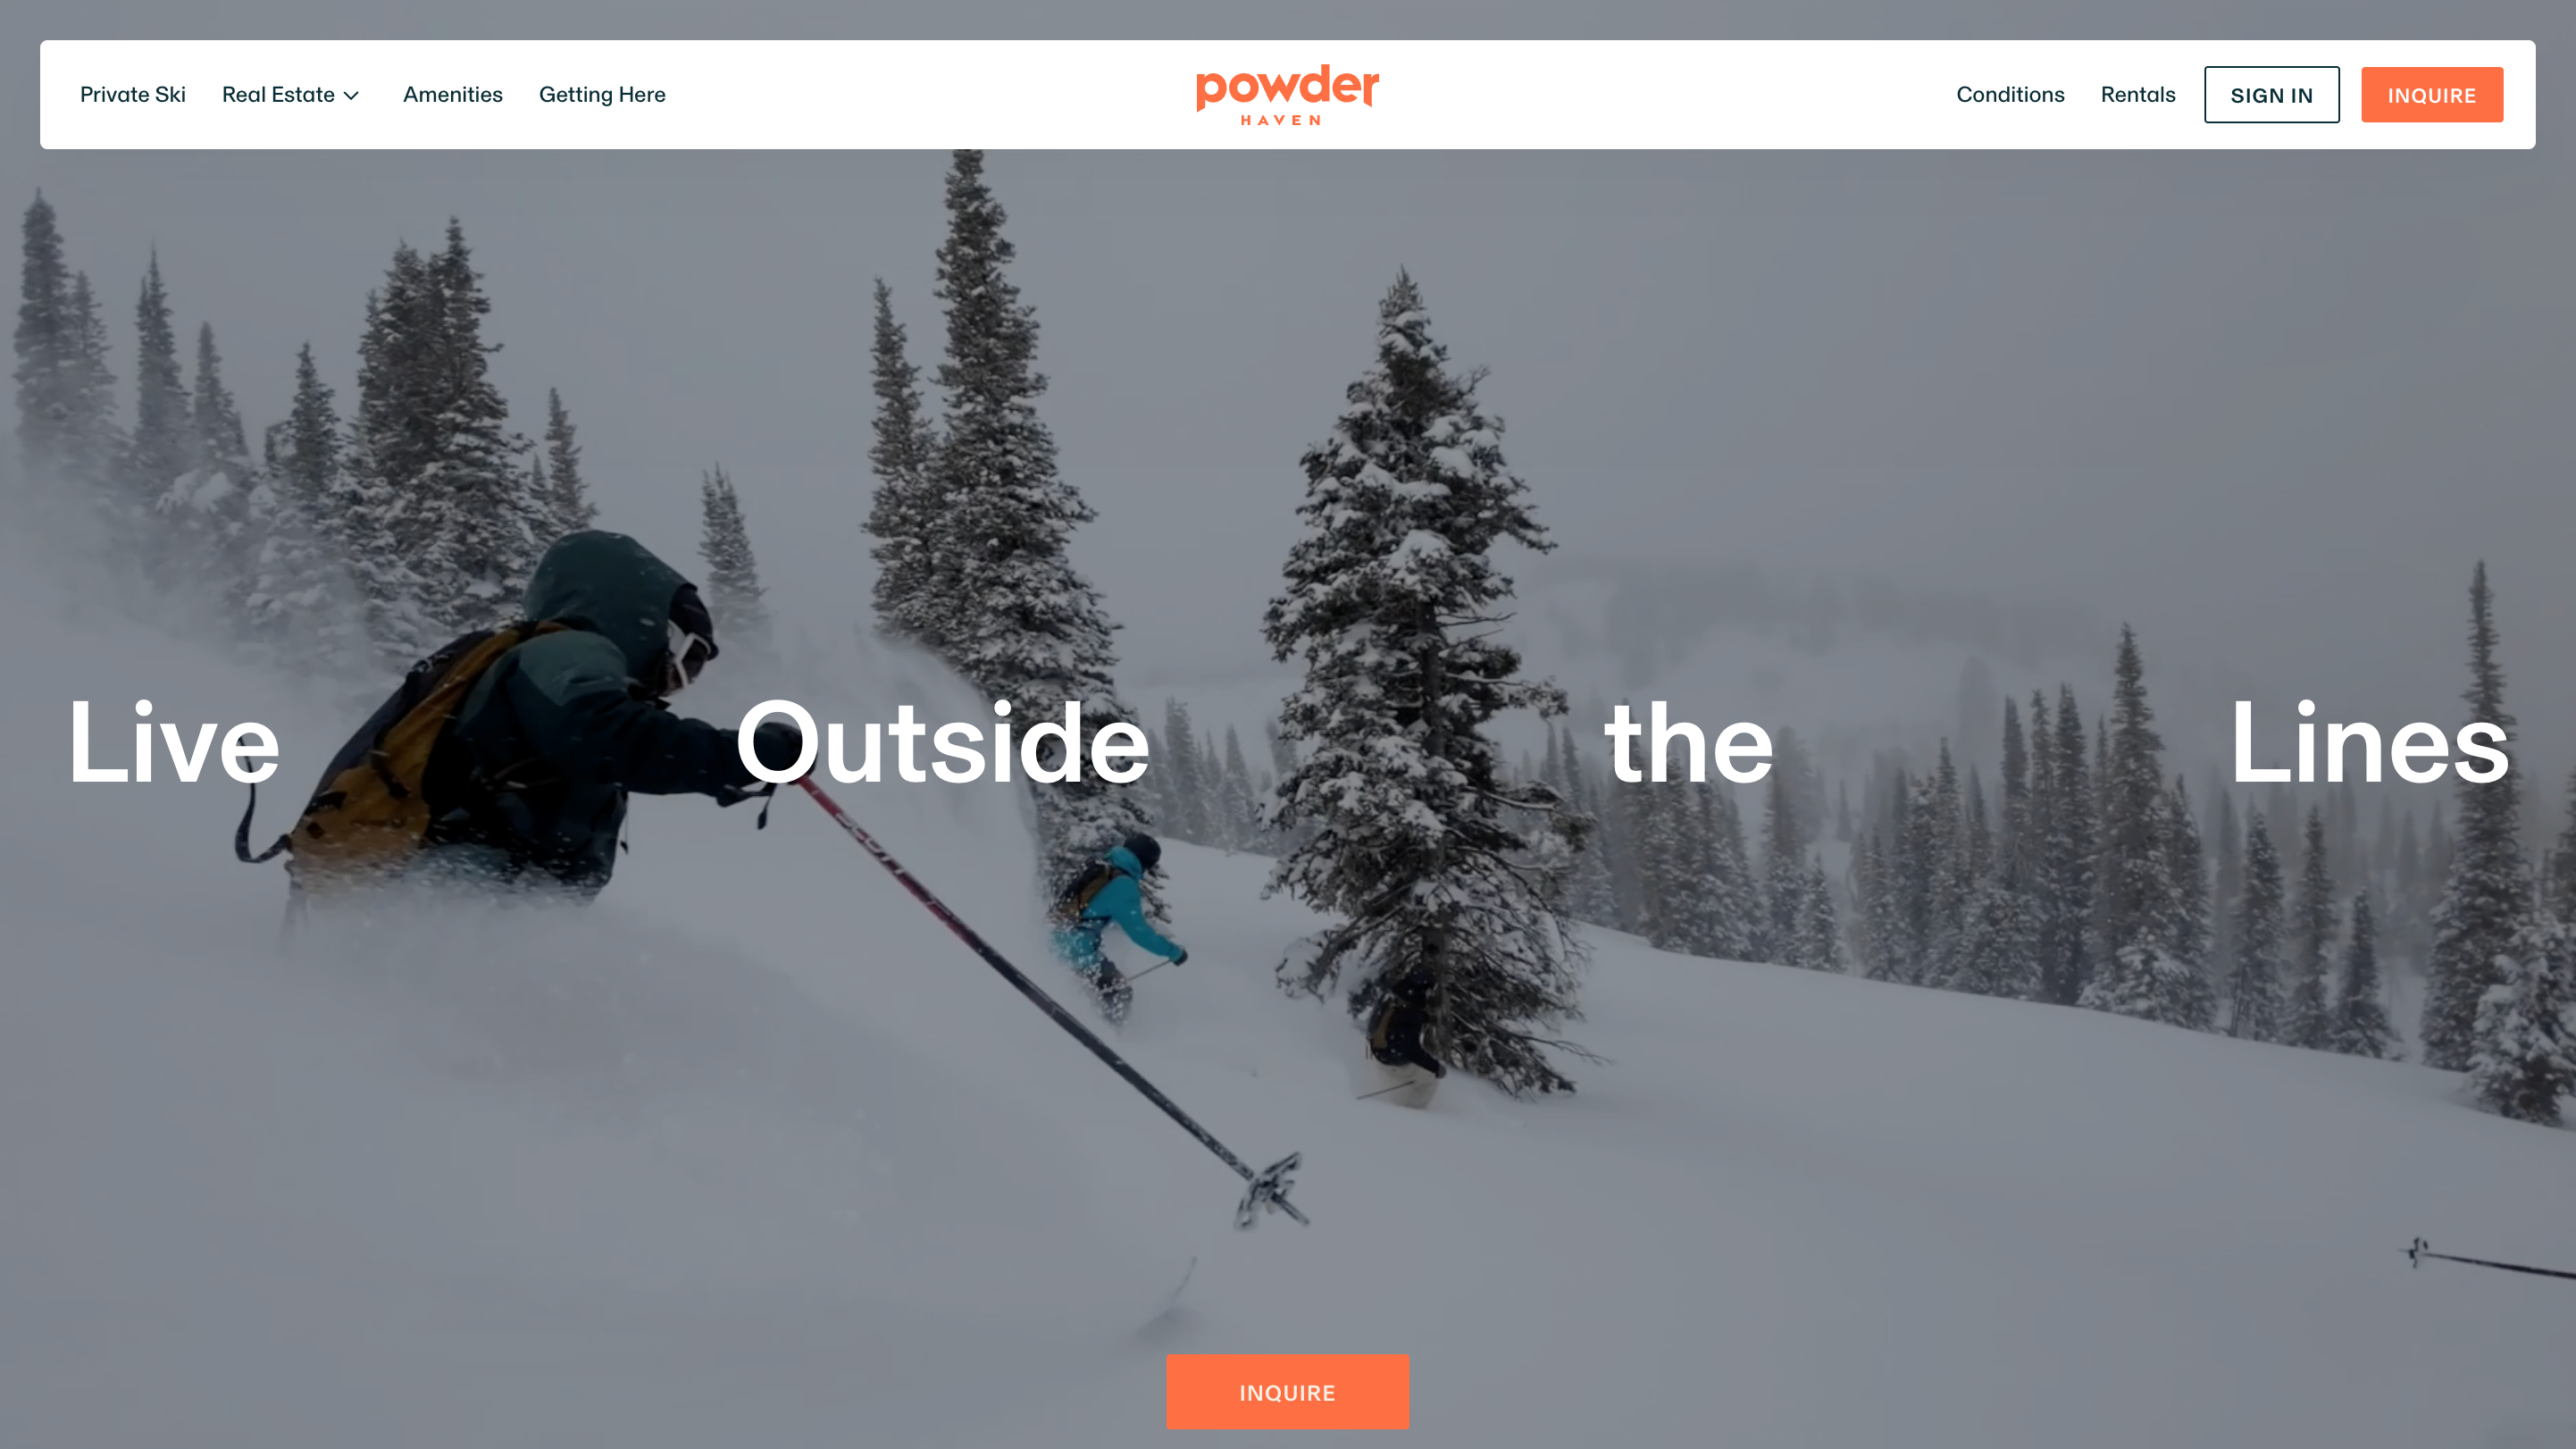 Private Ski Real Estate Amenities Getting Here powder HAVEN Conditions Rentals SIGN IN INQUIRE
Live Outside the Lines
SCOTT
INQUIRE